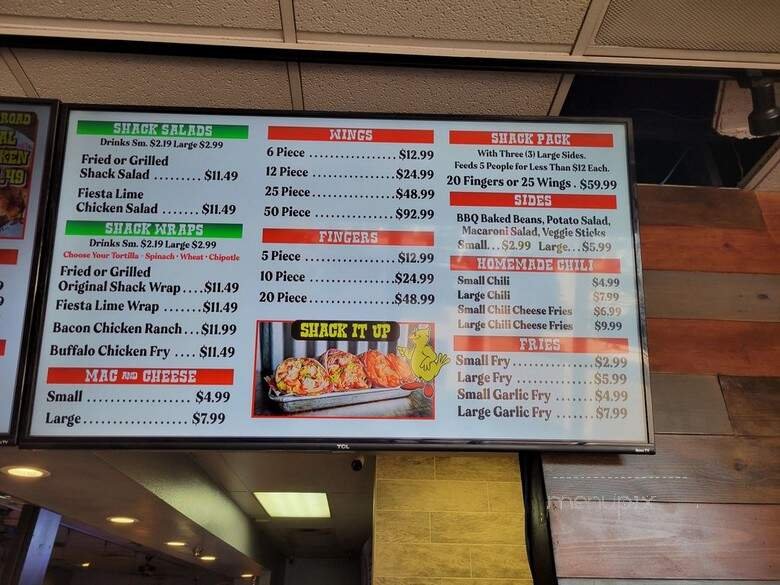 ROAD
KEN
.49
SHACK SALADS
Drinks Sm. $2.19 Large $2.99
Fried or Grilled
Shack Salad ........ $11.49
Fiesta Lime
Chicken Salad ....... $11.49
SHACK WRAPS
Drinks Sm. $2.19 Large $2.99
Choose Your Tortilla - Spinach · Wheat · Chipotle
Fried or Grilled
Original Shack Wrap....$11.49
Fiesta Lime Wrap .......$11.49
Bacon Chicken Ranch...$11.99
Buffalo Chicken Fry .... $11.49
MAC AND CHEESE
Small ................. $4.99
Large................. $7.99
WINGS
6 Piece ................ $12.99
12 Piece ...............$24.99
25 Piece................$48.99
50 Piece ...............$92.99
FINGERS
5 Piece ................$12.99
10 Piece................$24.99
20 Piece................$48.99
SHACK IT UP
SHACK PACK
With Three (3) Large Sides.
Feeds 5 People for Less Than $12 Each.
20 Fingers or 25 Wings . $59.99
SIDES
BBQ Baked Beans, Potato Salad,
Macaroni Salad, Veggie Sticks
Small... $2.99 Large... $5.99
HOMEMADE CHILI
Small Chili $4.99
Large Chili $7.99
Small Chili Cheese Fries $6.99
Large Chili Cheese Fries $9.99
FRIES
Small Fry ..............$2.99
Large Fry ..............$5.99
Small Garlic Fry .......$4.99
Large Garlic Fry .......$7.99
TCL
Roku TV
menupix